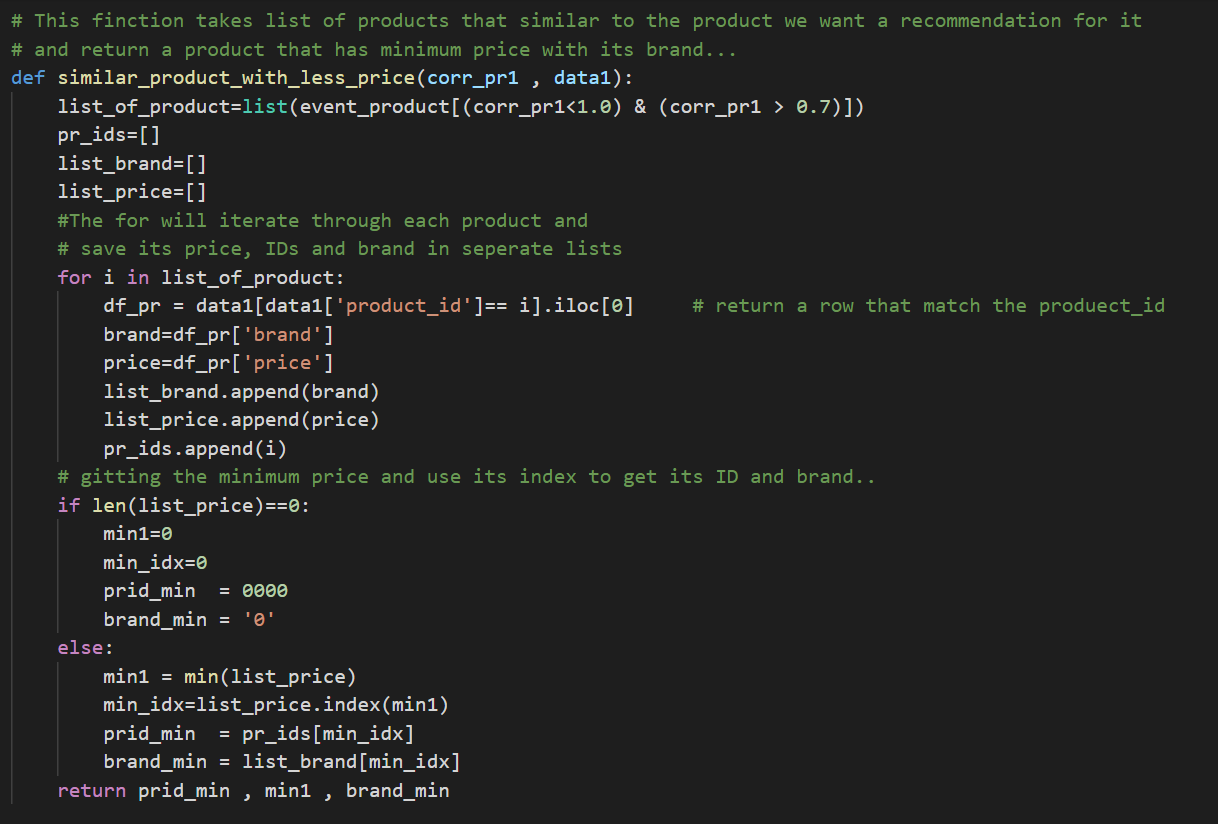 # This finction takes list of products that similar to the product we want a recommendation for it
# and return a product that has minimum price with its brand...
def similar_product_with_less_price(corr_pr1 , data1):
    list_of_product=list(event_product[(corr_pr1<1.0) & (corr_pr1 > 0.7)])
    pr_ids=[]
    list_brand=[]
    list_price=[]
    #The for will iterate through each product and
    # save its price, IDs and brand in seperate lists
    for i in list_of_product:
        df_pr = data1[data1['product_id']== i].iloc[0]     # return a row that match the produect_id
        brand=df_pr['brand']
        price=df_pr['price']
        list_brand.append(brand)
        list_price.append(price)
        pr_ids.append(i)
    # gitting the minimum price and use its index to get its ID and brand..
    if len(list_price)==0:
        min1=0
        min_idx=0
        prid_min  = 0000
        brand_min = '0'
    else:
        min1 = min(list_price)
        min_idx=list_price.index(min1)
        prid_min  = pr_ids[min_idx]
        brand_min = list_brand[min_idx]
    return prid_min , min1 , brand_min